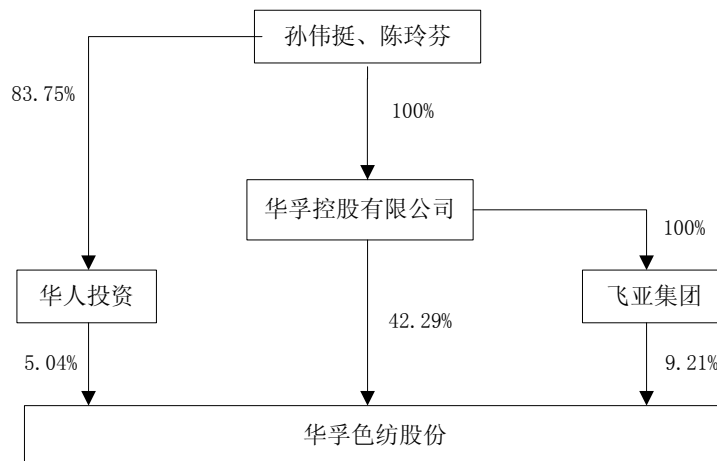 孙伟挺、陈玲芬
83.75%
100%
华孚控股有限公司
100%
华人投资
飞亚集团
42.29%
5.04%
9.21%
华孚色纺股份